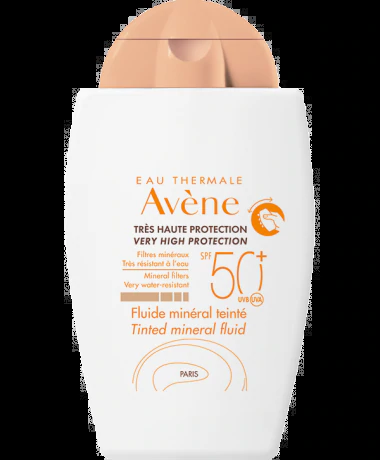 EAU THERMALE
Avène
TRÈS HAUTE PROTECTION
VERY HIGH PROTECTION
Filtres minéraux
Très résistant à l'eau
Mineral filters
Very water-resistant
SPF 50+
UVB UVA
Fluide minéral teinté
Tinted mineral fluid
PARIS